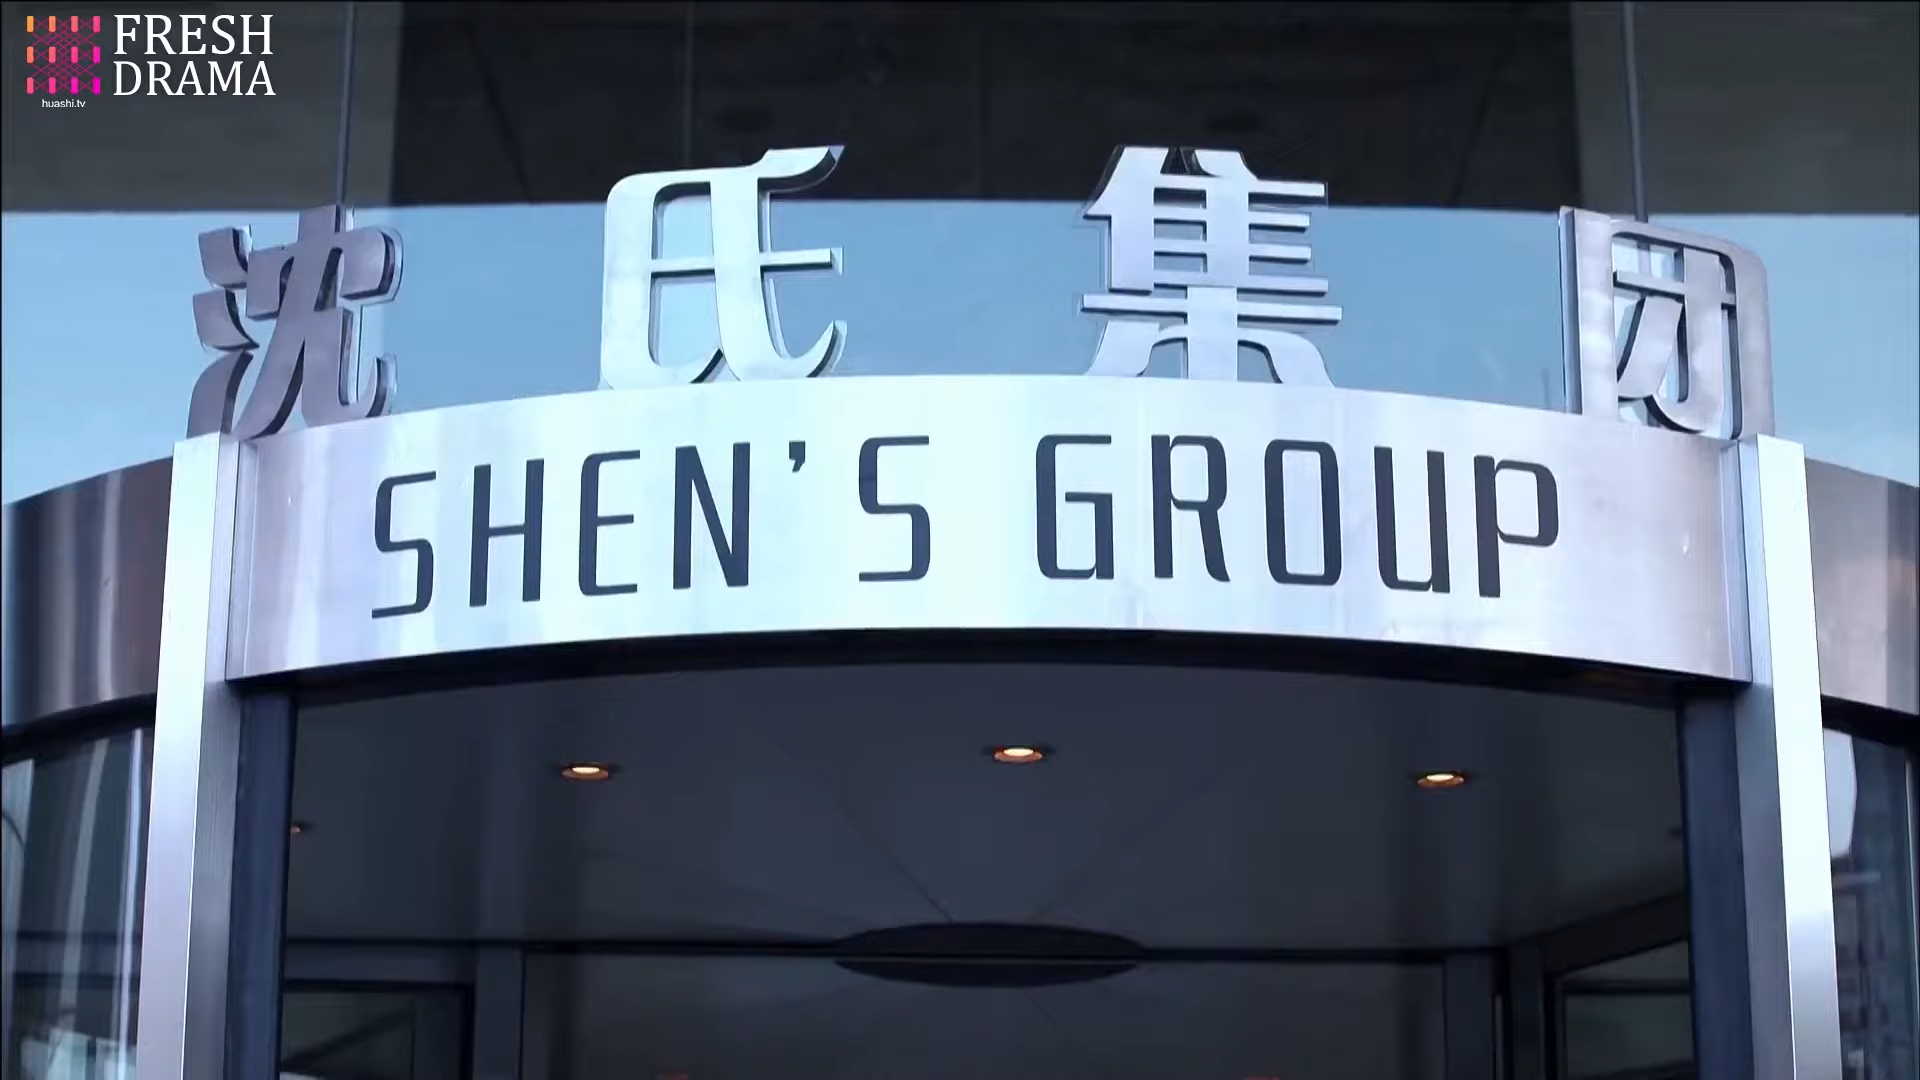 FRESH
DRAMA
huashi.tv
沈氏集团
SHEN'S GROUP